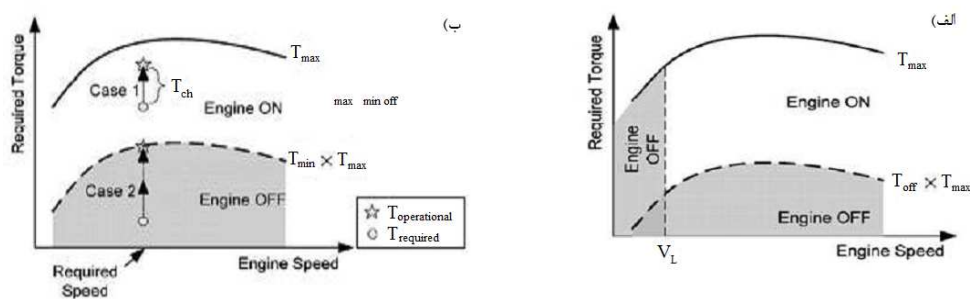 ب)
Required Torque
T_max
Case 1
T_ch
Engine ON
max min off
T_min × T_max
Case 2
Engine OFF
T_operational
T_required
Required
Speed
Engine Speed
الف)
Required Torque
T_max
Engine
OFF
Engine ON
T_off × T_max
Engine OFF
V_L
Engine Speed